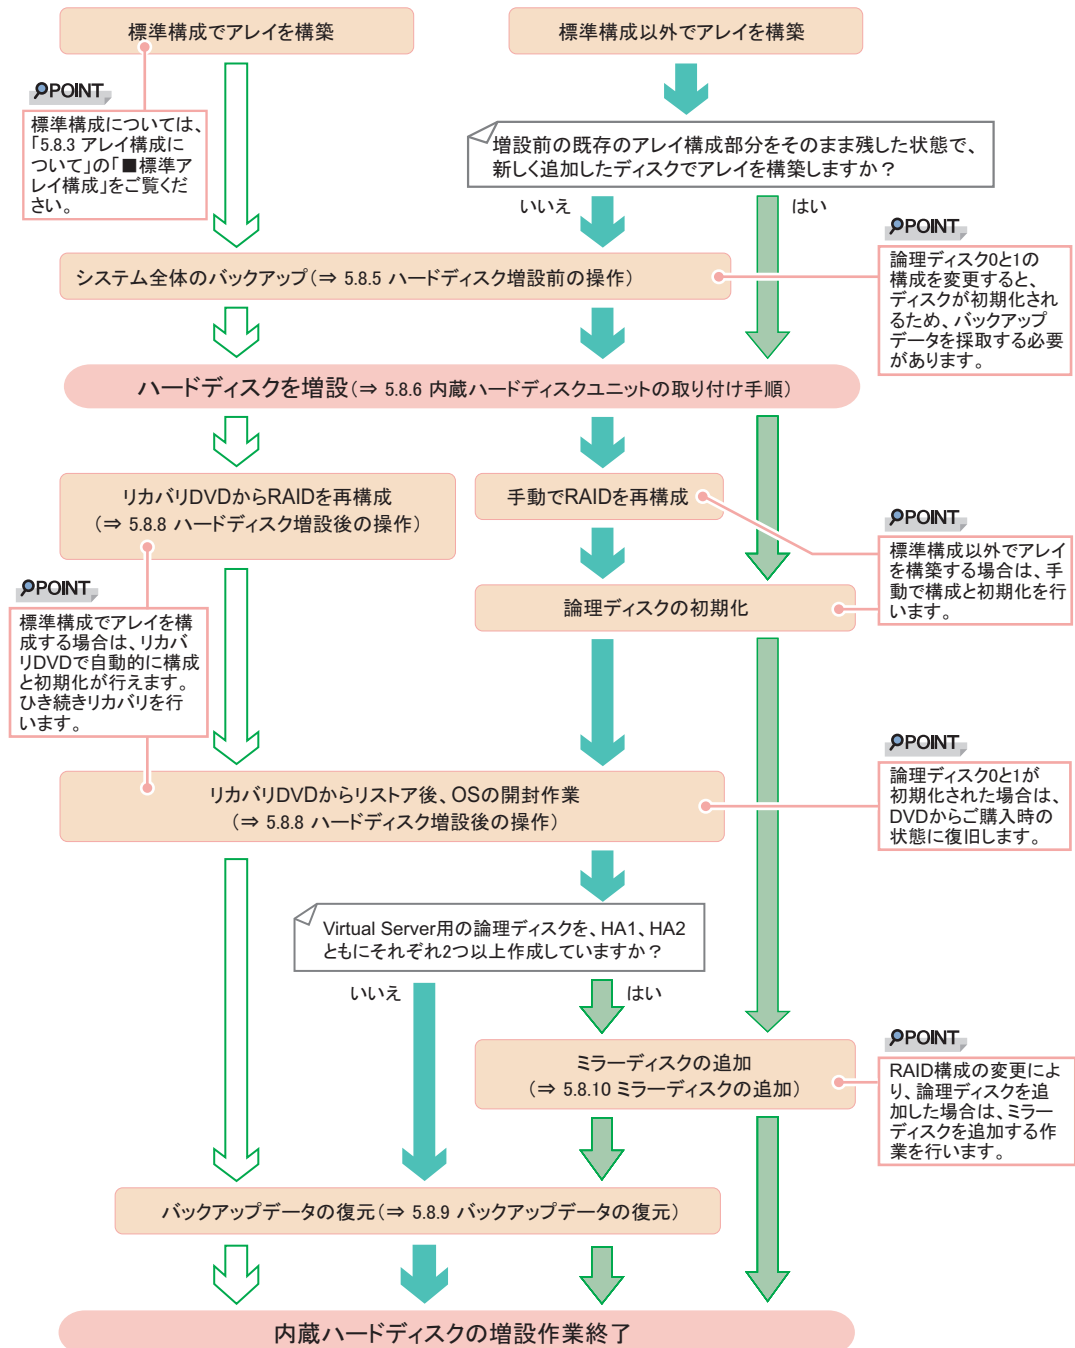 標準構成でアレイを構築
標準構成以外でアレイを構築
POINT
標準構成については、
「5.8.3 アレイ構成に
ついて」の「■標準ア
レイ構成」をご覧くだ
さい。
増設前の既存のアレイ構成部分をそのまま残した状態で、
新しく追加したディスクでアレイを構築しますか？
いいえ
はい
システム全体のバックアップ(⇒ 5.8.5 ハードディスク増設前の操作)
POINT
論理ディスク0と1の
構成を変更すると、
ディスクが初期化され
るため、バックアップ
データを採取する必要
があります。
ハードディスクを増設(⇒ 5.8.6 内蔵ハードディスクユニットの取り付け手順)
リカバリDVDからRAIDを再構成
(⇒ 5.8.8 ハードディスク増設後の操作)
手動でRAIDを再構成
POINT
標準構成以外でアレイ
を構築する場合は、手
動で構成と初期化を行
います。
POINT
標準構成でアレイを構
成する場合は、リカバ
リDVDで自動的に構成
と初期化が行えます。
ひき続きリカバリを行
います。
論理ディスクの初期化
リカバリDVDからリストア後、OSの開封作業
(⇒ 5.8.8 ハードディスク増設後の操作)
POINT
論理ディスク0と1が
初期化された場合は、
DVDからご購入時の
状態に復旧します。
Virtual Server用の論理ディスクを、HA1、HA2
ともにそれぞれ2つ以上作成していますか？
いいえ
はい
ミラーディスクの追加
(⇒ 5.8.10 ミラーディスクの追加)
POINT
RAID構成の変更によ
り、論理ディスクを追
加した場合は、ミラー
ディスクを追加する作
業を行います。
バックアップデータの復元(⇒ 5.8.9 バックアップデータの復元)
内蔵ハードディスクの増設作業終了